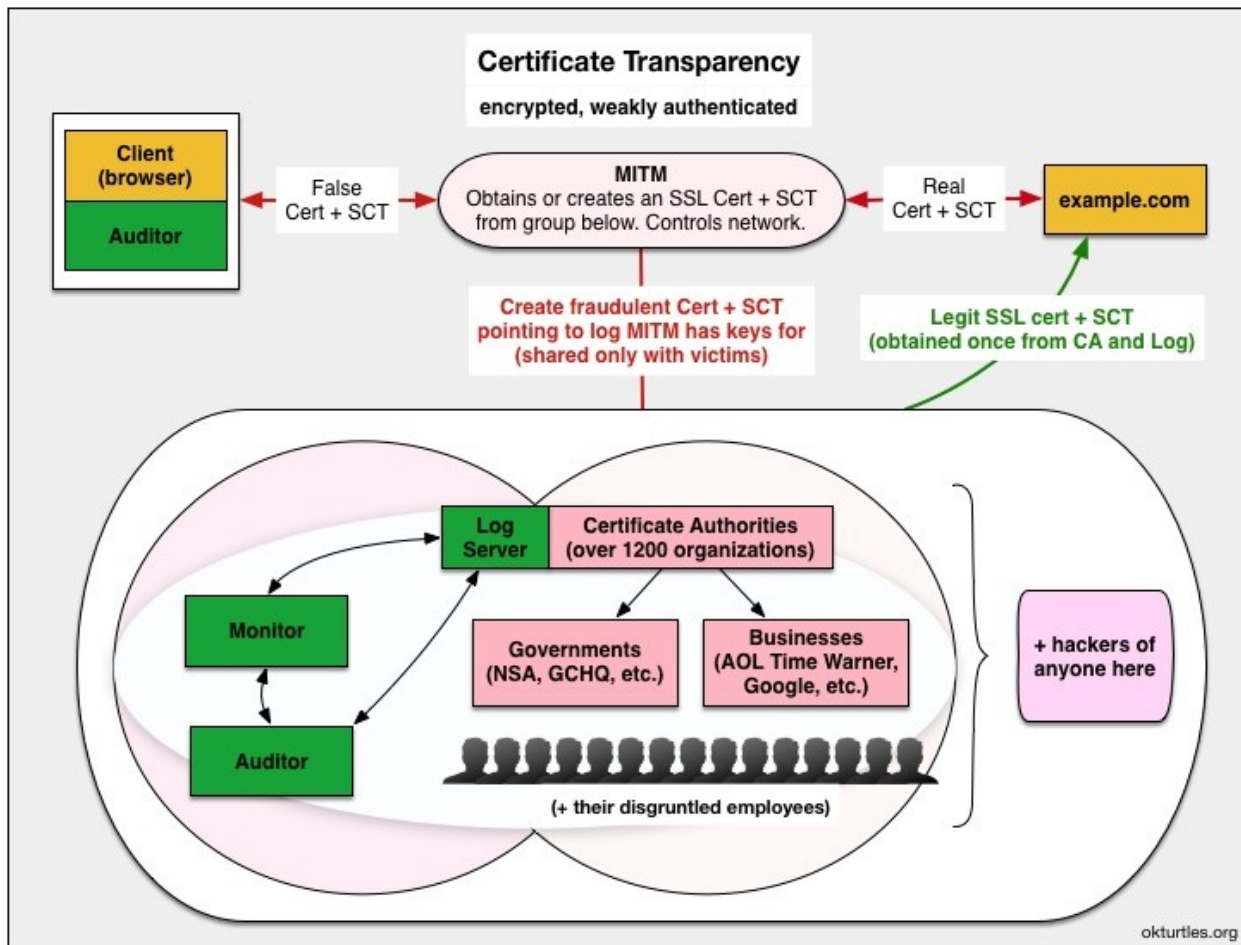 Certificate Transparency
encrypted, weakly authenticated
Client
(browser)
Auditor
False
Cert + SCT
MITM
Obtains or creates an SSL Cert + SCT
from group below. Controls network.
Real
Cert + SCT
example.com
Create fraudulent Cert + SCT
pointing to log MITM has keys for
(shared only with victims)
Legit SSL cert + SCT
(obtained once from CA and Log)
Log
Server
Certificate Authorities
(over 1200 organizations)
Monitor
Auditor
Governments
(NSA, GCHQ, etc.)
Businesses
(AOL Time Warner,
Google, etc.)
(+ their disgruntled employees)
+ hackers of
anyone here
okturtles.org